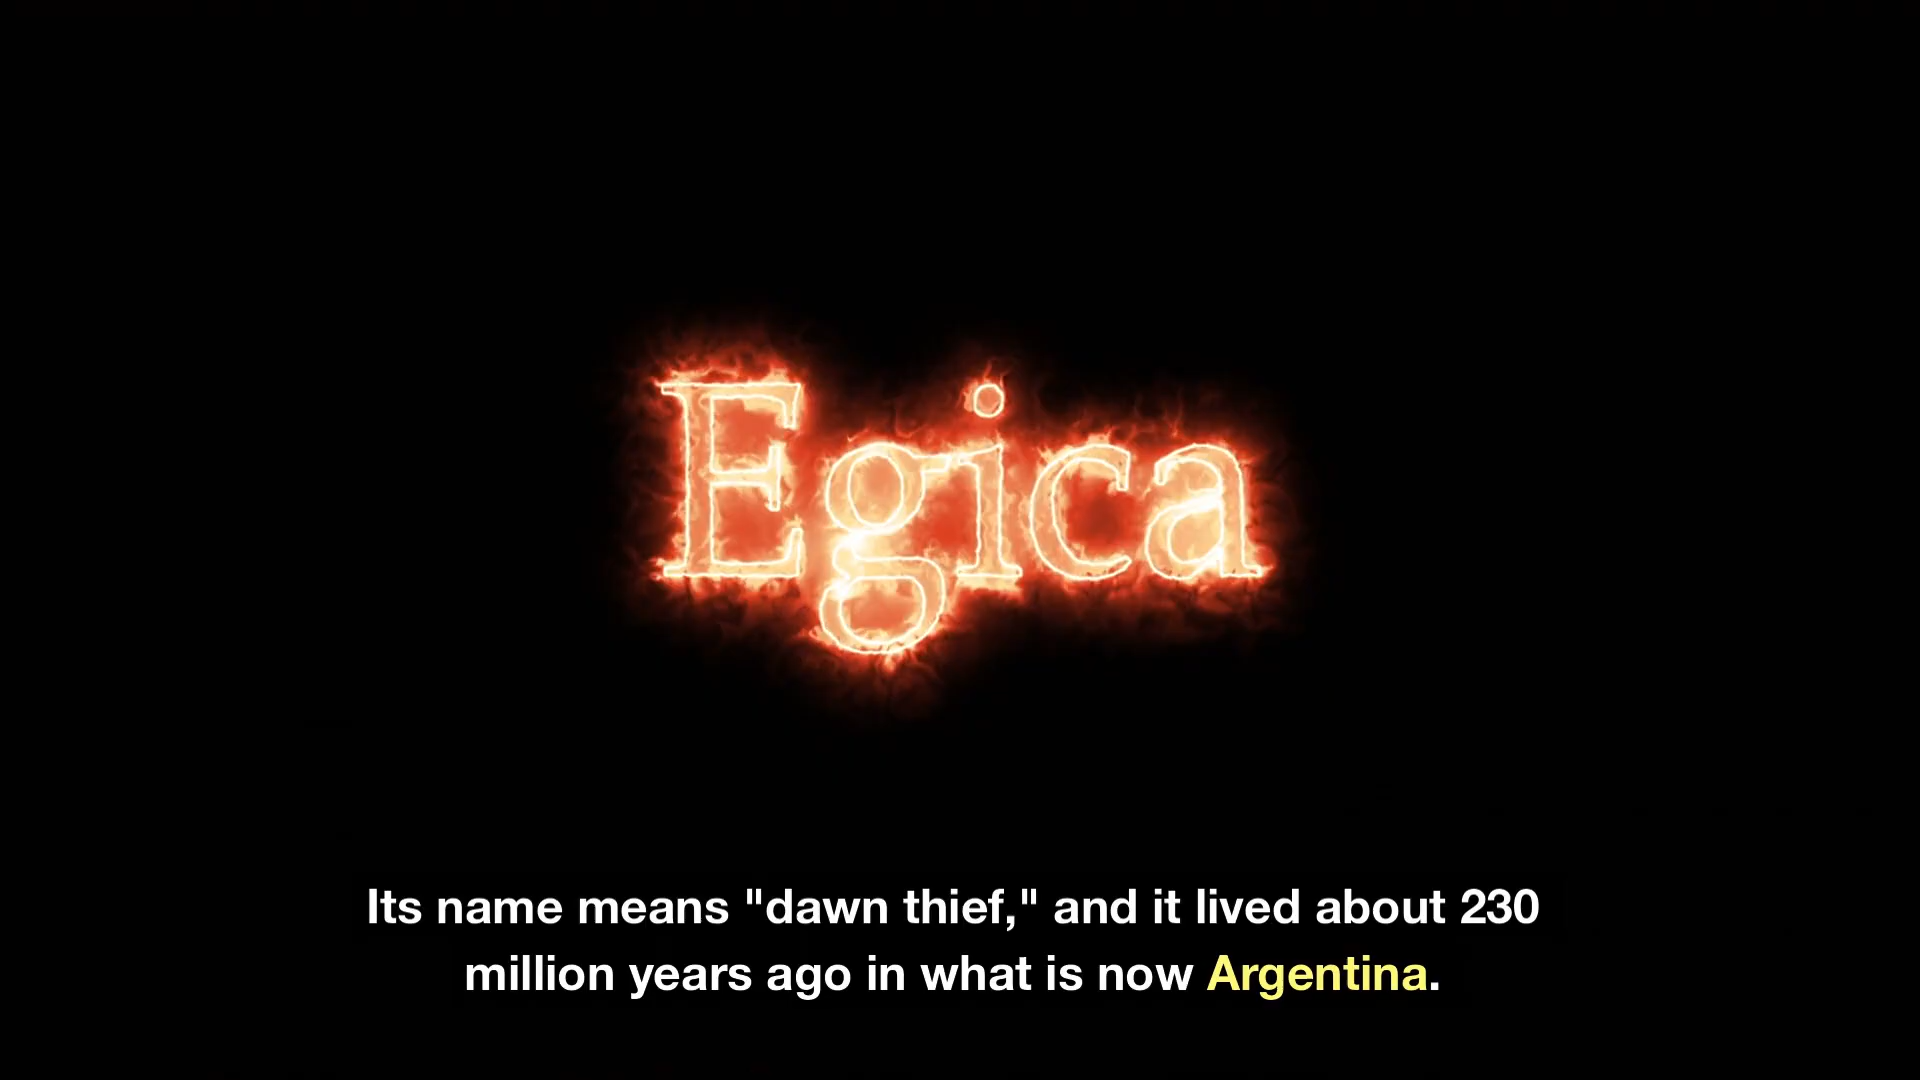 Egica
Its name means "dawn thief," and it lived about 230
million years ago in what is now Argentina.